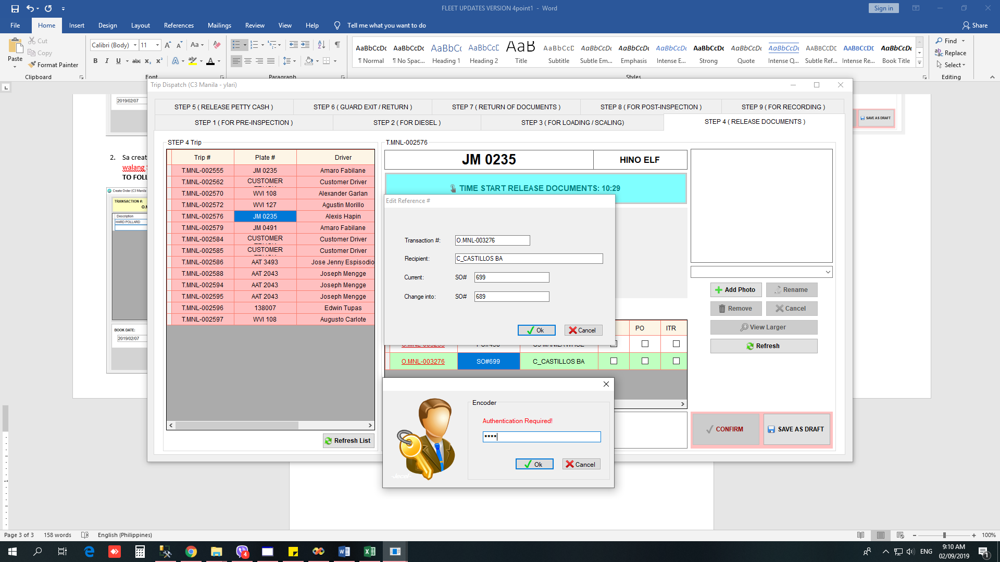 FLEET UPDATES VERSION 4point1 - Word
Sign in
File Home Insert Design Layout References Mailings Review View Help Tell me what you want to do
Share
Paste
Cut
Copy
Format Painter
Clipboard
Calibri (Body) 11
Font
Paragraph
AaBbCcDc AaBbCcDc AaBbCc AaBbCcD AaB AaBbCcD AaBbCcDc AaBbCcDc AaBbCcDc AaBbCcDc AaBbCcDc AaBbCcDc AABBCCDE AABBCCDE AaBbCcDc
¶ Normal ¶ No Spac... Heading 1 Heading 2 Title Subtitle Subtle Em... Emphasis Intense E... Strong Quote Intense Q... Subtle Ref... Intense Re... Book Title
Styles
Find
Replace
Select
Editing
2019/02/07
SAVE AS DRAFT
2. Sa creat
walang S
TO FOLL
Create Order (C3 Manila
TRANSACTION #:
O.M
Description
HARD POLLARD
BOOK DATE:
2019/02/07
Trip Dispatch (C3 Manila - ylari)
STEP 5 ( RELEASE PETTY CASH ) STEP 6 ( GUARD EXIT / RETURN ) STEP 7 ( RETURN OF DOCUMENTS ) STEP 8 ( FOR POST-INSPECTION ) STEP 9 ( FOR RECORDING )
STEP 1 ( FOR PRE-INSPECTION ) STEP 2 ( FOR DIESEL ) STEP 3 ( FOR LOADING / SCALING) STEP 4 ( RELEASE DOCUMENTS )
STEP 4 Trip
Trip # Plate # Driver
T.MNL-002555 JM 0235 Amaro Fabilane
T.MNL-002562 CUSTOMER Customer Driver
T.MNL-002570 WVI 108 Alexander Garlan
T.MNL-002572 WVI 127 Agustin Morillo
T.MNL-002576 JM 0235 Alexis Hapin
T.MNL-002579 JM 0491 Amaro Fabilane
T.MNL-002584 CUSTOMER Customer Driver
T.MNL-002585 CUSTOMER Customer Driver
T.MNL-002586 AAT 3493 Jose Jenny Espisodio
T.MNL-002588 AAT 2043 Joseph Mengge
T.MNL-002594 AAT 2043 Joseph Mengge
T.MNL-002595 AAT 2043 Joseph Mengge
T.MNL-002596 138007 Edwin Tupas
T.MNL-002597 WVI 108 Augusto Carlote
Refresh List
T.MNL-002576
JM 0235 HINO ELF
TIME START RELEASE DOCUMENTS: 10:29
Edit Reference #
Transaction #: O.MNL-003276
Recipient: C_CASTILLOS BA
Current: SO# 699
Change into: SO# 689
Ok Cancel
PO ITR
O.MNL-003276 SO#699 C_CASTILLOS BA
Encoder
Authentication Required!
****
Ok Cancel
Jecel
Add Photo Rename
Remove Cancel
View Larger
Refresh
CONFIRM SAVE AS DRAFT
Page 3 of 3 158 words English (Philippines)
100%
4
ENG
9:10 AM
02/09/2019
1